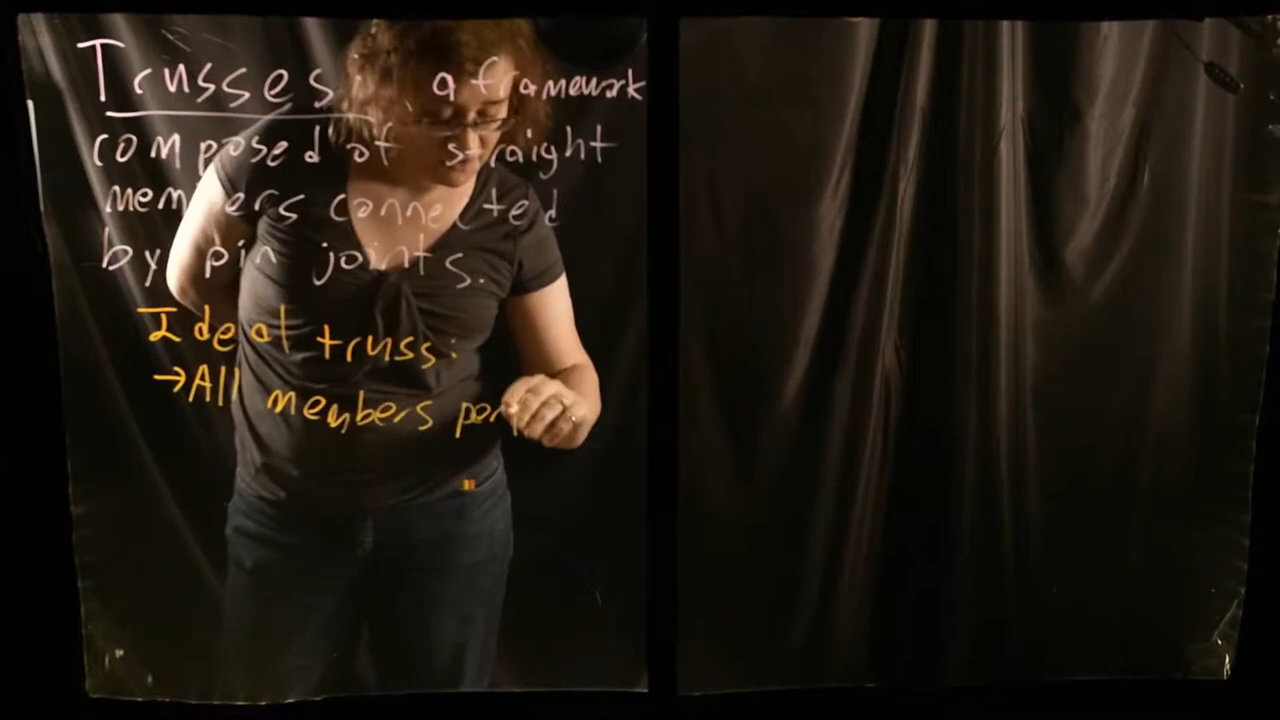 Trusses: a framework
composed of straight
members connected
by pin joints.
Ideal truss:
→All members per